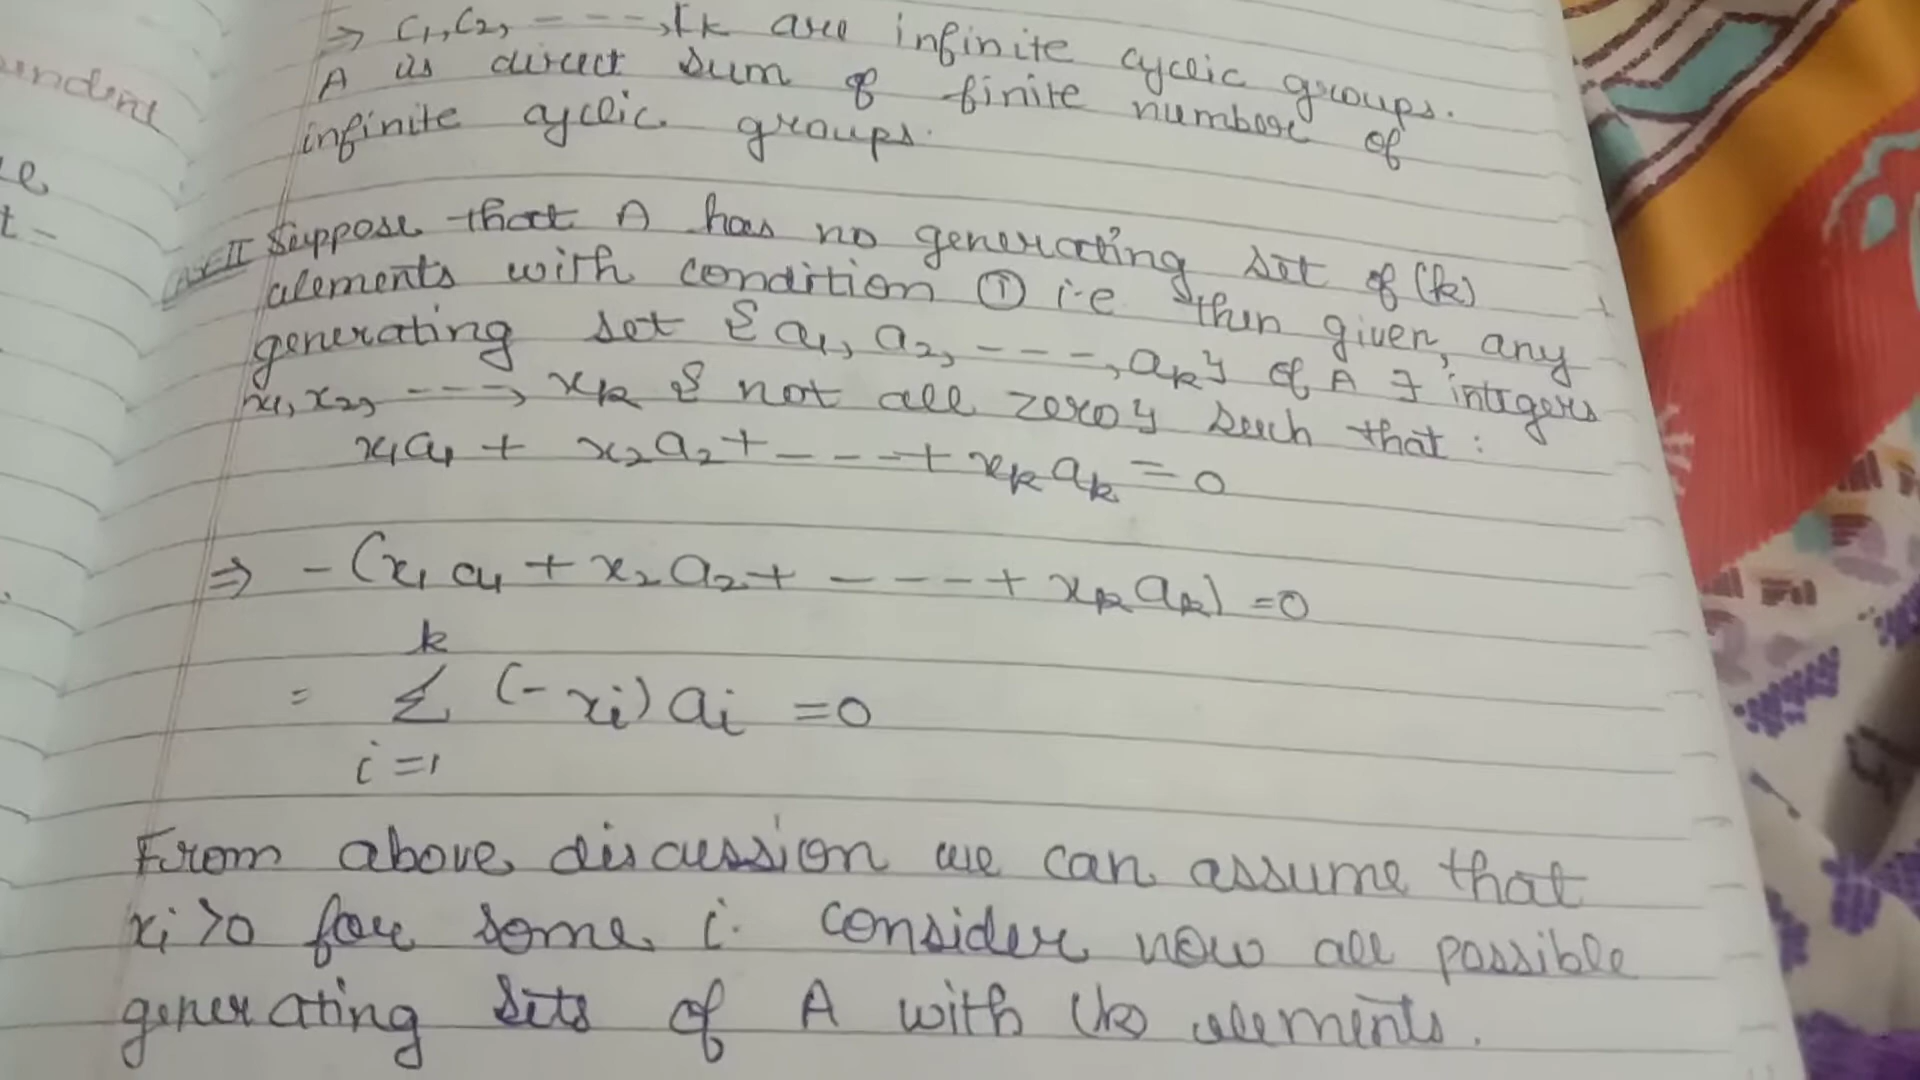 undent
e
t -
⇒ C1, C2, ----, Ck are infinite cyclic groups.
A is direct sum of finite number of
infinite cyclic groups.
Case II Suppose that A has no generating set of (k)
elements with condition ① i.e then given, any
generating set {a1, a2, ----, ak} of A ∃ integers
x1, x2, ---, xk {not all zero} such that :
x1a1 + x2a2 + ---- + xkak = 0
⇒ -(x1a1 + x2a2 + ---- + xkak) = 0
k
= Σ (-xi) ai = 0
i=1
From above discussion we can assume that
xi > 0 for some i. Consider now all possible
generating sets of A with (k) elements.